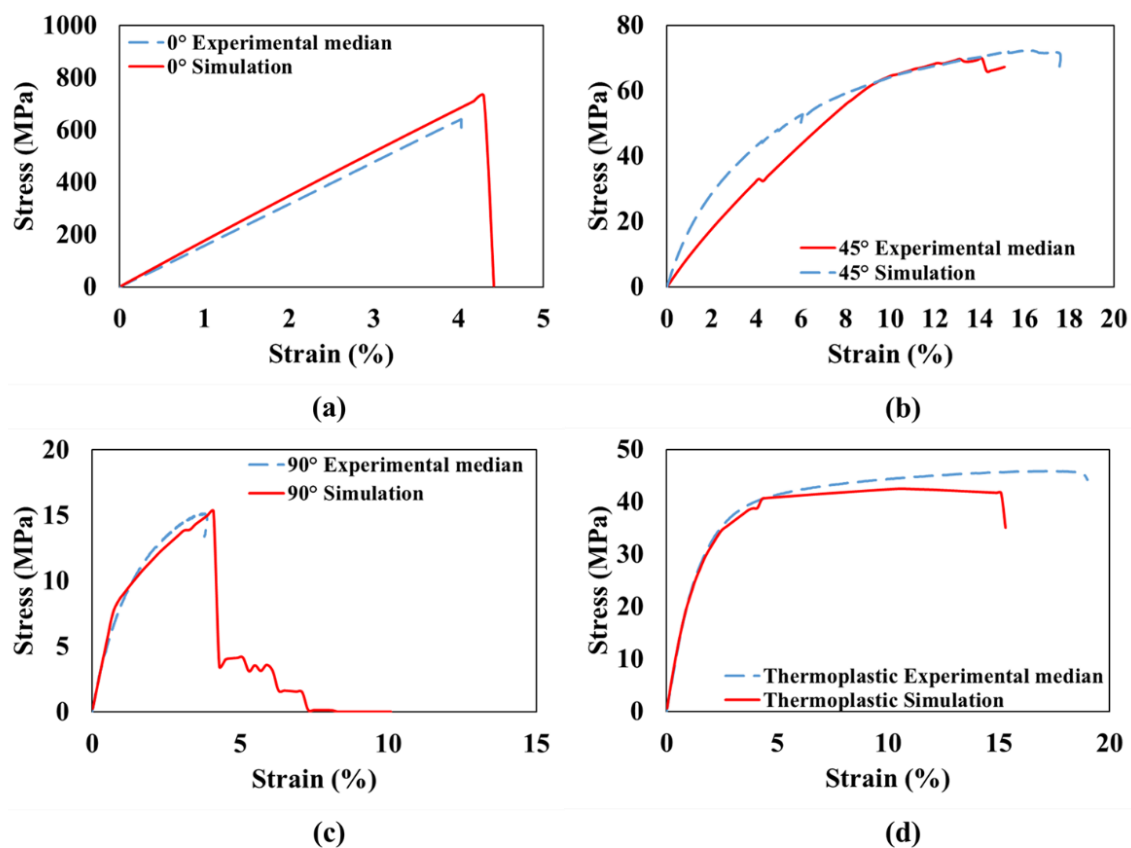 1000
800
600
400
200
0
Stress (MPa)
0° Experimental median
0° Simulation
0 1 2 3 4 5
Strain (%)
(a)
80
60
40
20
0
Stress (MPa)
45° Experimental median
45° Simulation
0 2 4 6 8 10 12 14 16 18 20
Strain (%)
(b)
20
15
10
5
0
Stress (MPa)
90° Experimental median
90° Simulation
0 5 10 15
Strain (%)
(c)
50
40
30
20
10
0
Stress (MPa)
Thermoplastic Experimental median
Thermoplastic Simulation
0 5 10 15 20
Strain (%)
(d)